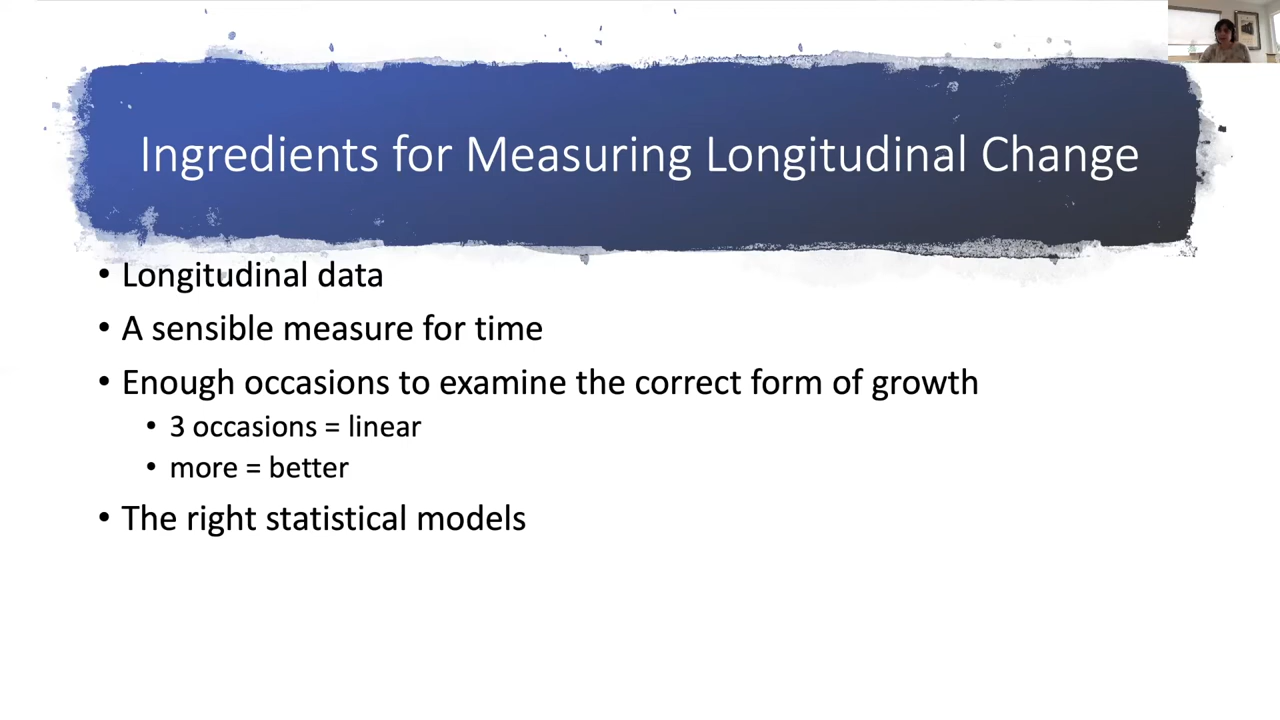 Ingredients for Measuring Longitudinal Change
• Longitudinal data
• A sensible measure for time
• Enough occasions to examine the correct form of growth
• 3 occasions = linear
• more = better
• The right statistical models